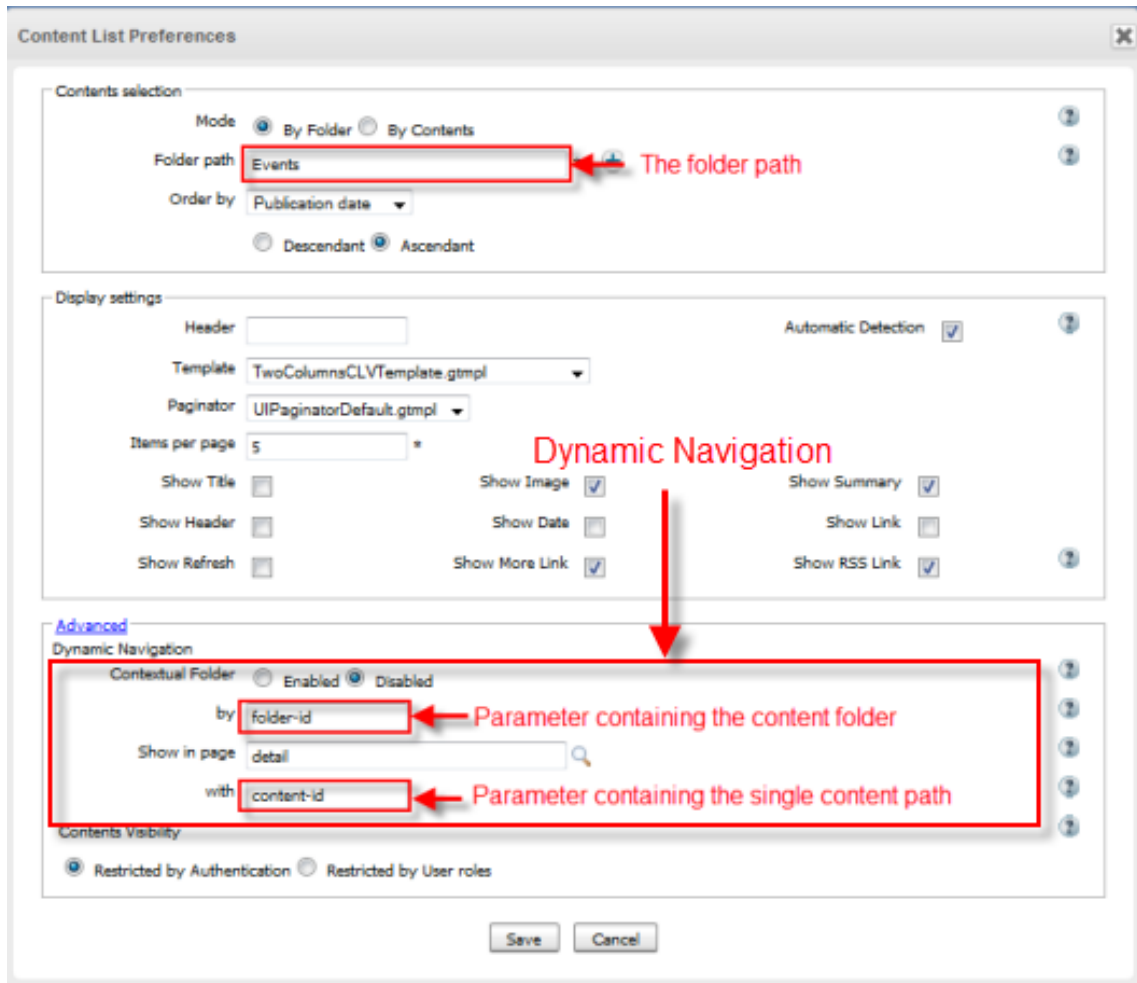 Content List Preferences
Contents selection
Mode By Folder By Contents
Folder path Events The folder path
Order by Publication date
Descendant Ascendant
Display settings
Header Automatic Detection
Template TwoColumnsCLVTemplate.gtmpl
Paginator UIPaginatorDefault.gtmpl
Items per page 5 *
Dynamic Navigation
Show Title Show Image Show Summary
Show Header Show Date Show Link
Show Refresh Show More Link Show RSS Link
Advanced
Dynamic Navigation
Contextual Folder Enabled Disabled
by folder-id Parameter containing the content folder
Show in page detail
with content-id Parameter containing the single content path
Contents Visibility
Restricted by Authentication Restricted by User roles
Save Cancel